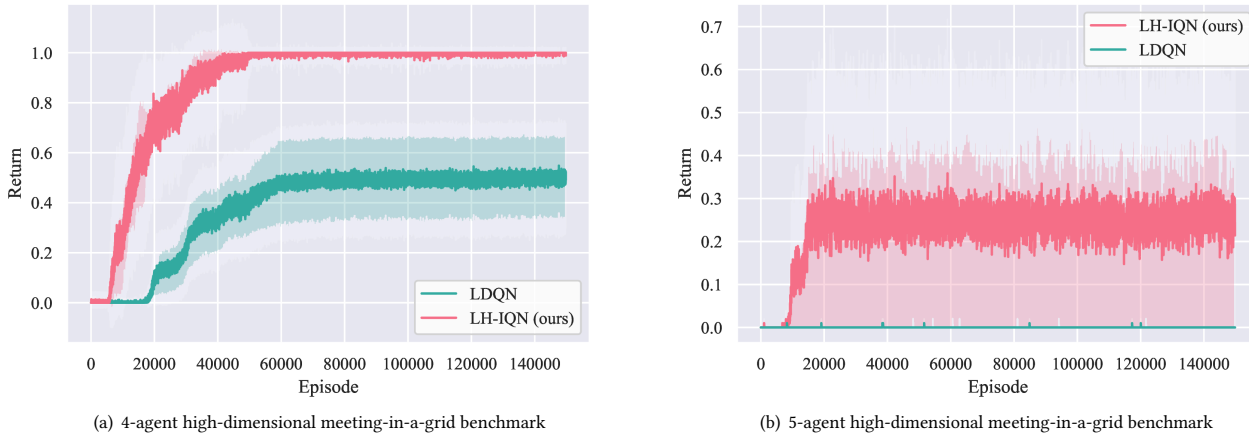 1.0
0.8
0.6
0.4
0.2
0.0
Return
LDQN
LH-IQN (ours)
0 20000 40000 60000 80000 100000 120000 140000
Episode
(a) 4-agent high-dimensional meeting-in-a-grid benchmark
0.7
0.6
0.5
0.4
0.3
0.2
0.1
0.0
Return
LH-IQN (ours)
LDQN
0 20000 40000 60000 80000 100000 120000 140000
Episode
(b) 5-agent high-dimensional meeting-in-a-grid benchmark